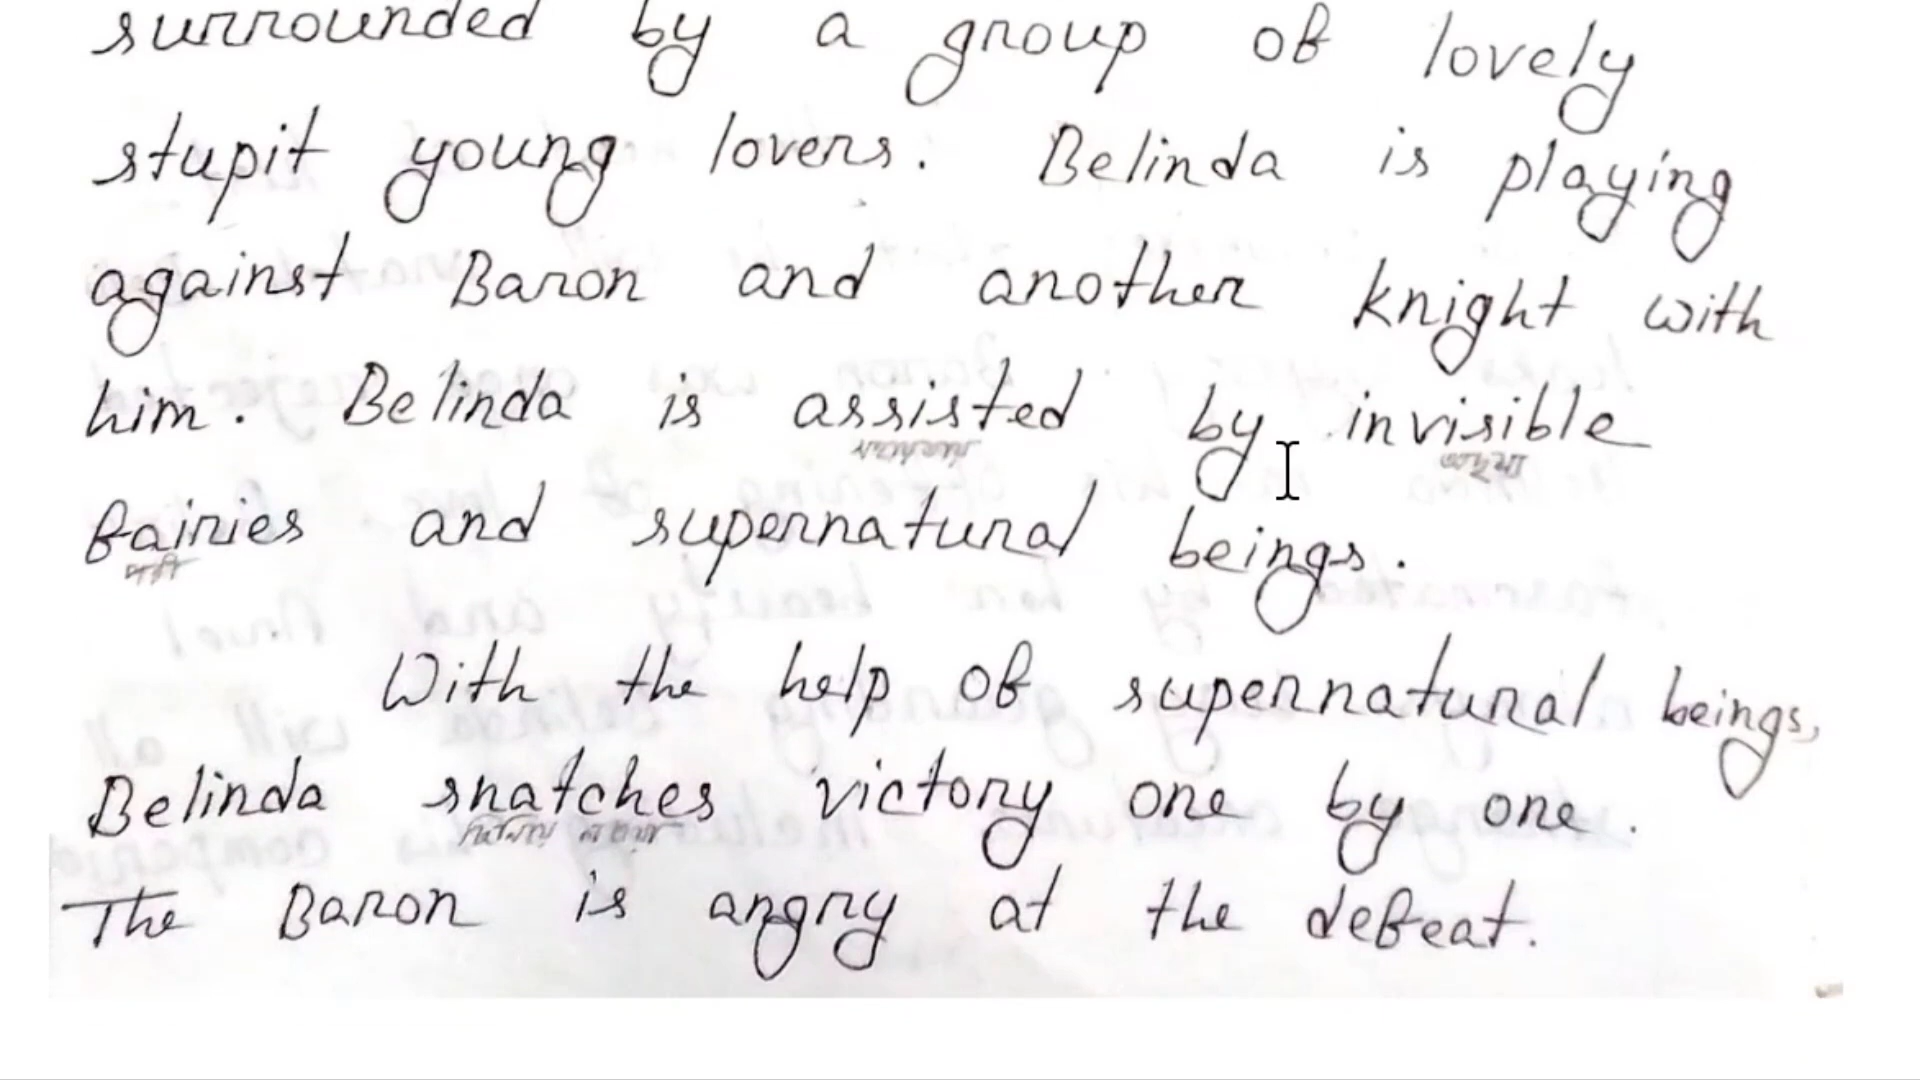 surrounded by a group of lovely
stupit young lovers. Belinda is playing
against Baron and another knight with
him. Belinda is assisted by invisible
fairies and supernatural beings.
With the help of supernatural beings,
Belinda snatches victory one by one.
The Baron is angry at the defeat.